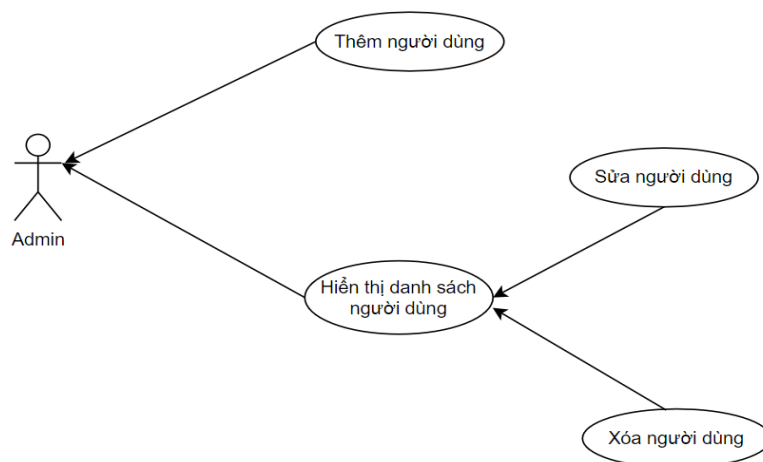 Thêm người dùng
Sửa người dùng
Admin
Hiển thị danh sách
người dùng
Xóa người dùng